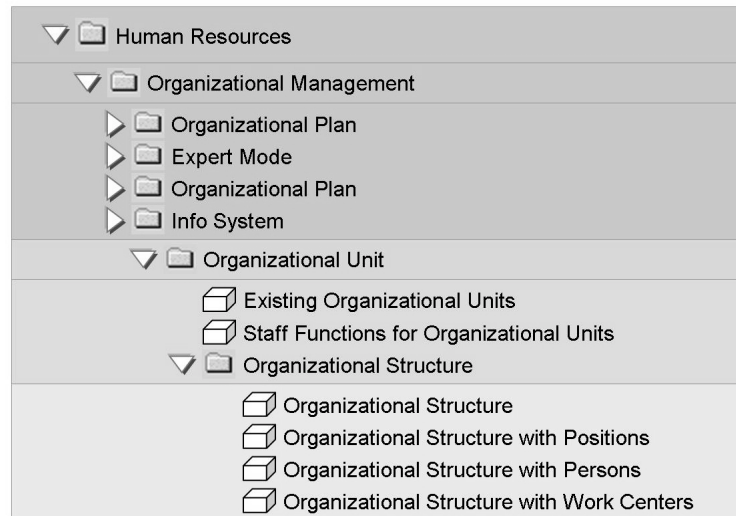 Human Resources
Organizational Management
Organizational Plan
Expert Mode
Organizational Plan
Info System
Organizational Unit
Existing Organizational Units
Staff Functions for Organizational Units
Organizational Structure
Organizational Structure
Organizational Structure with Positions
Organizational Structure with Persons
Organizational Structure with Work Centers